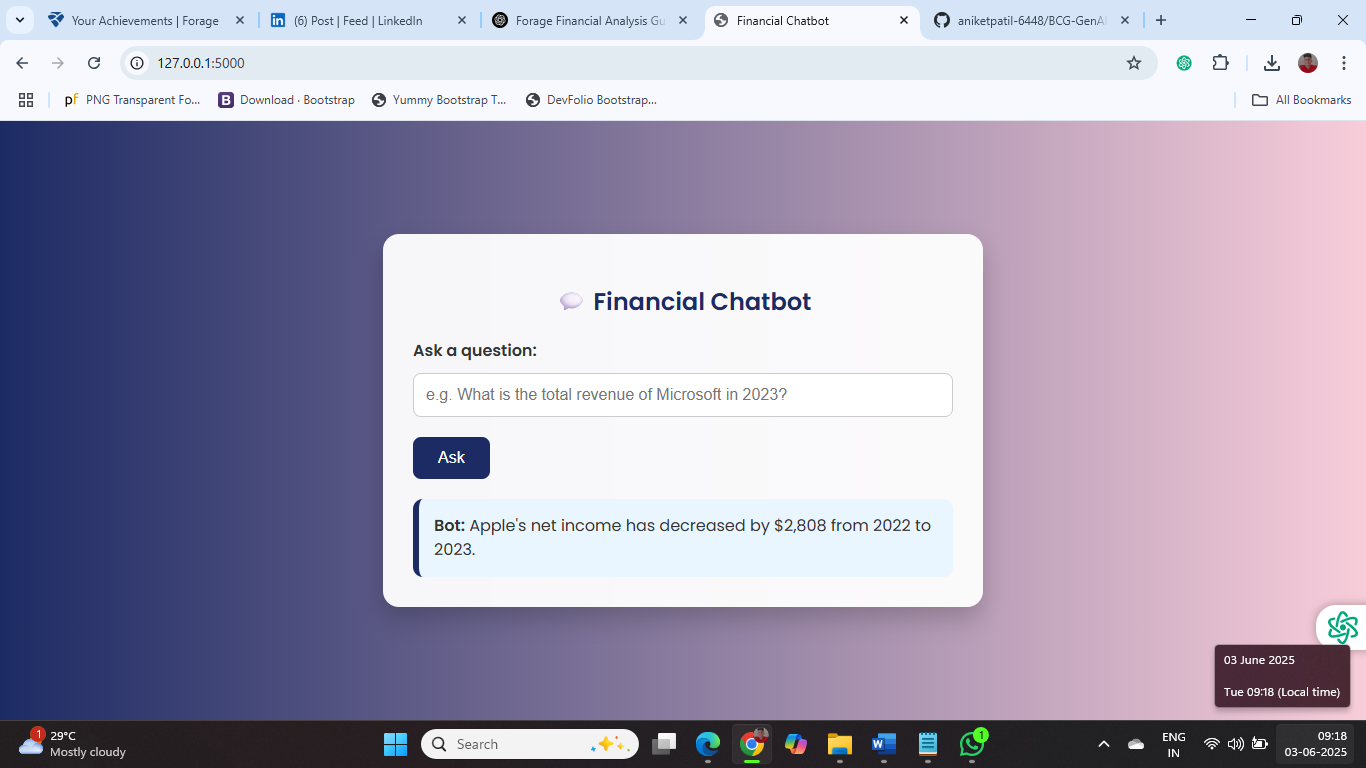 Your Achievements | Forage
(6) Post | Feed | LinkedIn
Forage Financial Analysis Gu
Financial Chatbot
aniketpatil-6448/BCG-GenAI
127.0.0.1:5000
pf PNG Transparent Fo...
B Download · Bootstrap
Yummy Bootstrap T...
DevFolio Bootstrap...
All Bookmarks
Financial Chatbot
Ask a question:
e.g. What is the total revenue of Microsoft in 2023?
Ask
Bot: Apple's net income has decreased by $2,808 from 2022 to
2023.
03 June 2025
Tue 09:18 (Local time)
1
29°C
Mostly cloudy
Search
W
1
ENG
IN
09:18
03-06-2025